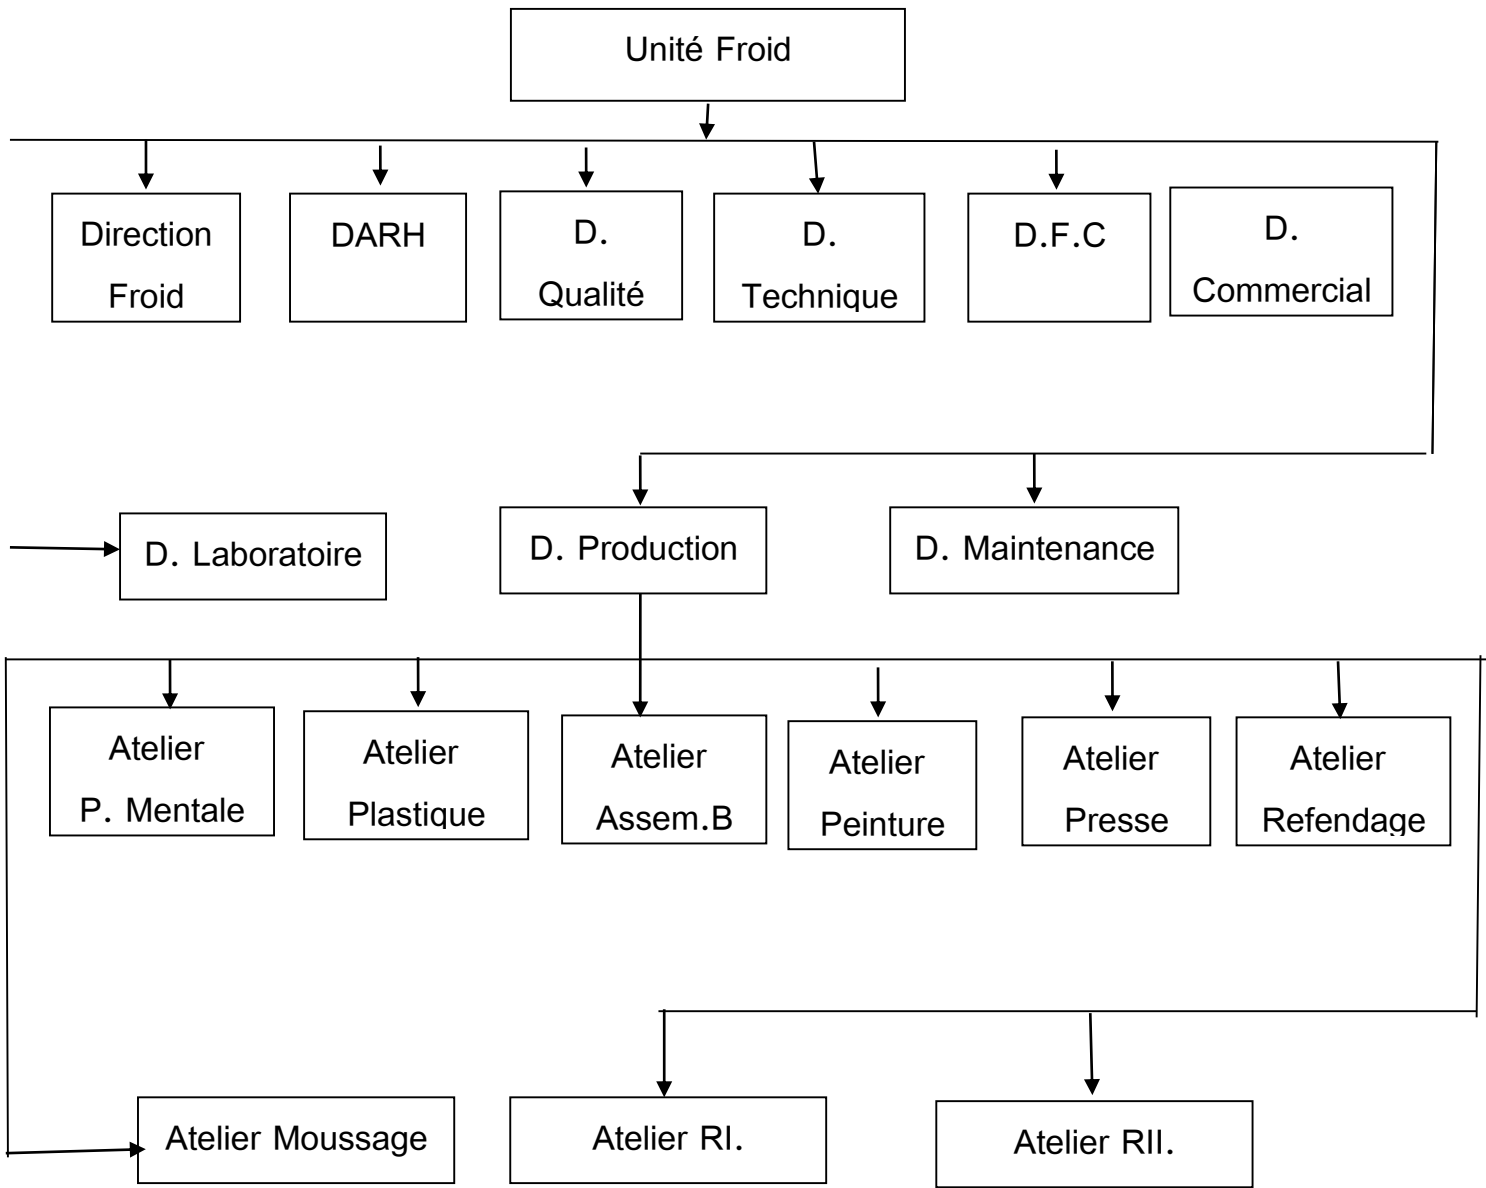 Unité Froid
Direction
Froid
DARH
D.
Qualité
D.
Technique
D.F.C
D.
Commercial
D. Laboratoire
D. Production
D. Maintenance
Atelier
P. Mentale
Atelier
Plastique
Atelier
Assem.B
Atelier
Peinture
Atelier
Presse
Atelier
Refendage
Atelier Moussage
Atelier RI.
Atelier RII.